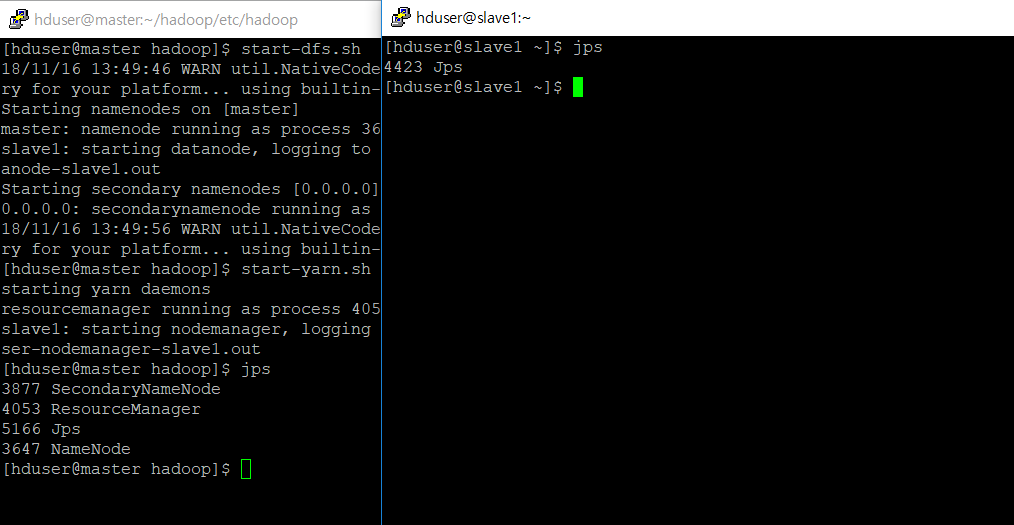 hduser@master:~/hadoop/etc/hadoop
[hduser@master hadoop]$ start-dfs.sh
18/11/16 13:49:46 WARN util.NativeCode
ry for your platform... using builtin-
Starting namenodes on [master]
master: namenode running as process 36
slave1: starting datanode, logging to
anode-slave1.out
Starting secondary namenodes [0.0.0.0]
0.0.0.0: secondarynamenode running as
18/11/16 13:49:56 WARN util.NativeCode
ry for your platform... using builtin-
[hduser@master hadoop]$ start-yarn.sh
starting yarn daemons
resourcemanager running as process 405
slave1: starting nodemanager, logging
ser-nodemanager-slave1.out
[hduser@master hadoop]$ jps
3877 SecondaryNameNode
4053 ResourceManager
5166 Jps
3647 NameNode
[hduser@master hadoop]$
hduser@slave1:~
[hduser@slave1 ~]$ jps
4423 Jps
[hduser@slave1 ~]$